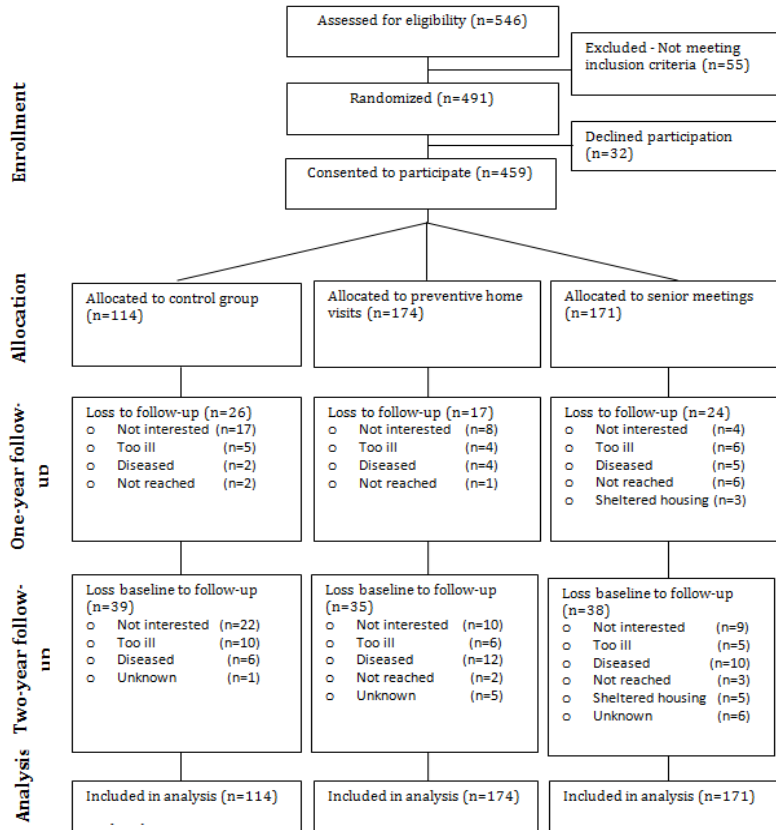 Assessed for eligibility (n=546)
Excluded - Not meeting
inclusion criteria (n=55)
Randomized (n=491)
Declined participation
(n=32)
Consented to participate (n=459)
Enrollment
Allocation
Allocated to control group
(n=114)
Allocated to preventive home
visits (n=174)
Allocated to senior meetings
(n=171)
One-year follow-
up
Loss to follow-up (n=26)
o Not interested (n=17)
o Too ill (n=5)
o Diseased (n=2)
o Not reached (n=2)
Loss to follow-up (n=17)
o Not interested (n=8)
o Too ill (n=4)
o Diseased (n=4)
o Not reached (n=1)
Loss to follow-up (n=24)
o Not interested (n=4)
o Too ill (n=6)
o Diseased (n=5)
o Not reached (n=6)
o Sheltered housing (n=3)
Two-year follow-
up
Loss baseline to follow-up
(n=39)
o Not interested (n=22)
o Too ill (n=10)
o Diseased (n=6)
o Unknown (n=1)
Loss baseline to follow-up
(n=35)
o Not interested (n=10)
o Too ill (n=6)
o Diseased (n=12)
o Not reached (n=2)
o Unknown (n=5)
Loss baseline to follow-up
(n=38)
o Not interested (n=9)
o Too ill (n=5)
o Diseased (n=10)
o Not reached (n=3)
o Sheltered housing (n=5)
o Unknown (n=6)
Analysis
Included in analysis (n=114)
Included in analysis (n=174)
Included in analysis (n=171)